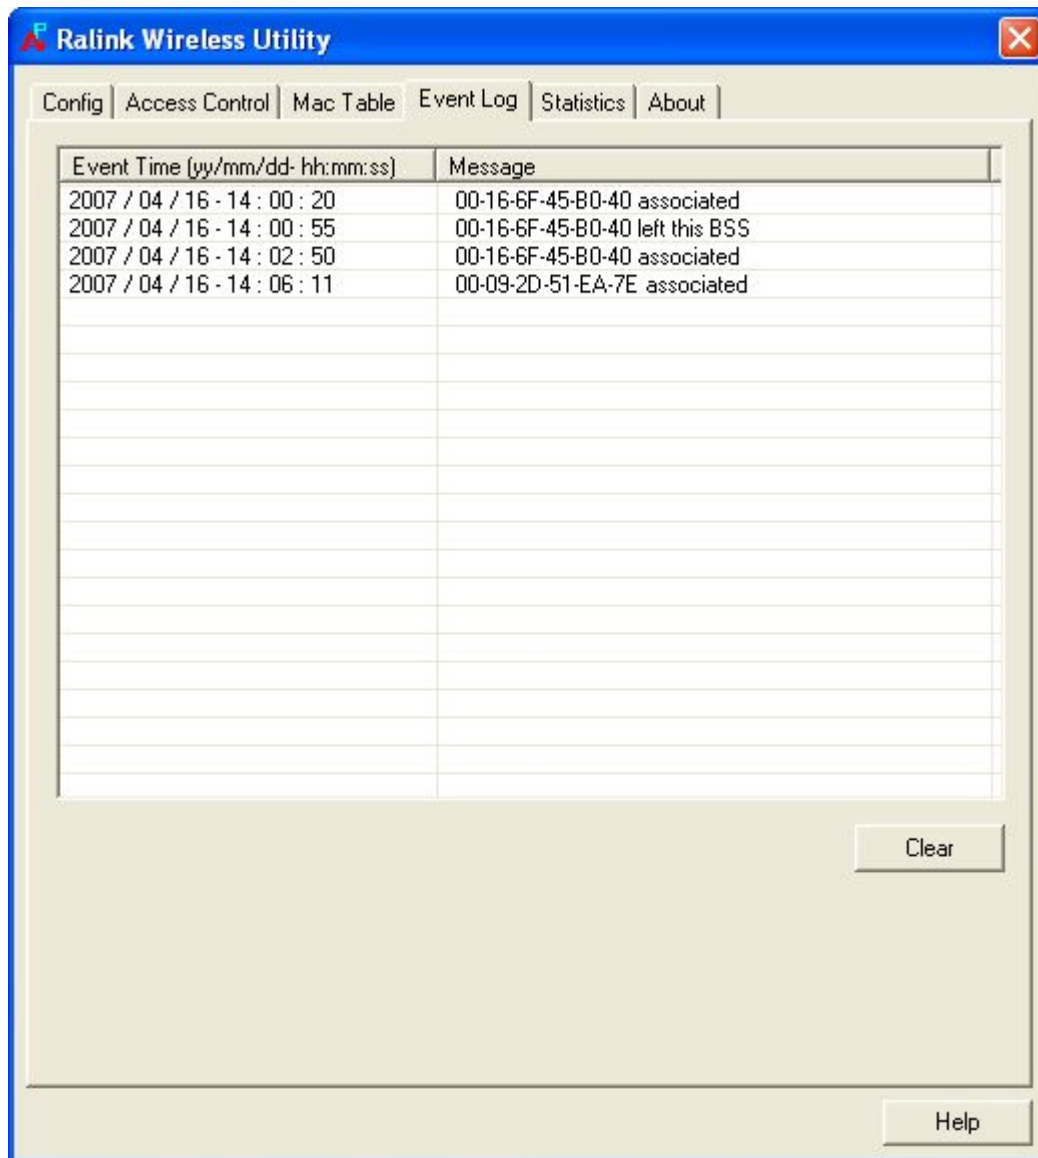 Ralink Wireless Utility
Config Access Control Mac Table Event Log Statistics About
Event Time (yy/mm/dd- hh:mm:ss) Message
2007 / 04 / 16 - 14 : 00 : 20 00-16-6F-45-B0-40 associated
2007 / 04 / 16 - 14 : 00 : 55 00-16-6F-45-B0-40 left this BSS
2007 / 04 / 16 - 14 : 02 : 50 00-16-6F-45-B0-40 associated
2007 / 04 / 16 - 14 : 06 : 11 00-09-2D-51-EA-7E associated
Clear
Help